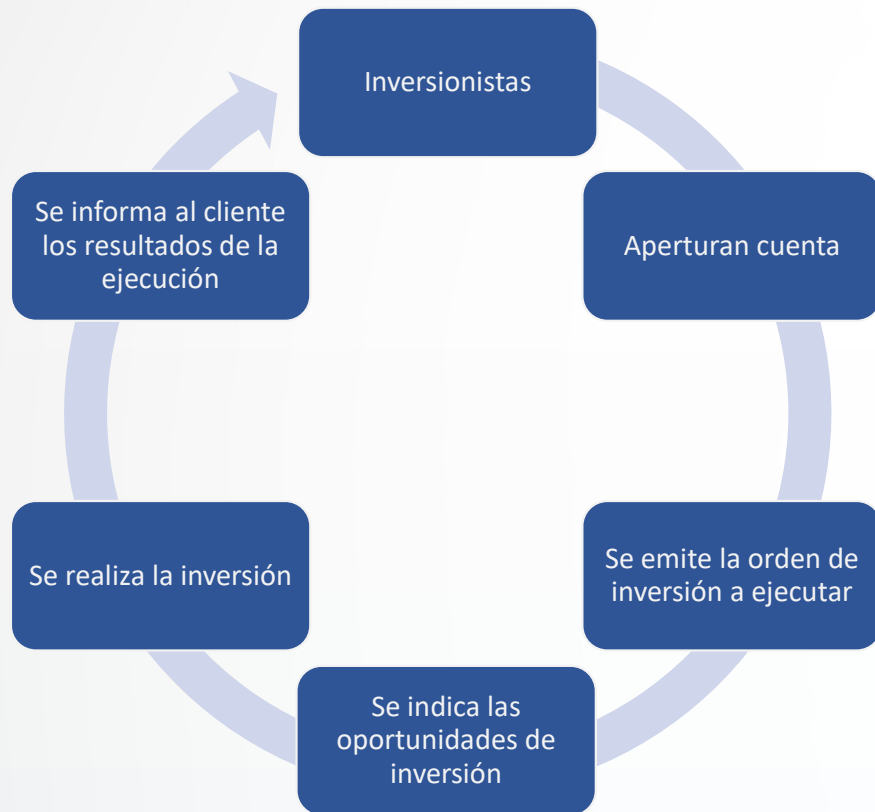 Inversionistas
Aperturan cuenta
Se emite la orden de
inversión a ejecutar
Se indica las
oportunidades de
inversión
Se realiza la inversión
Se informa al cliente
los resultados de la
ejecución